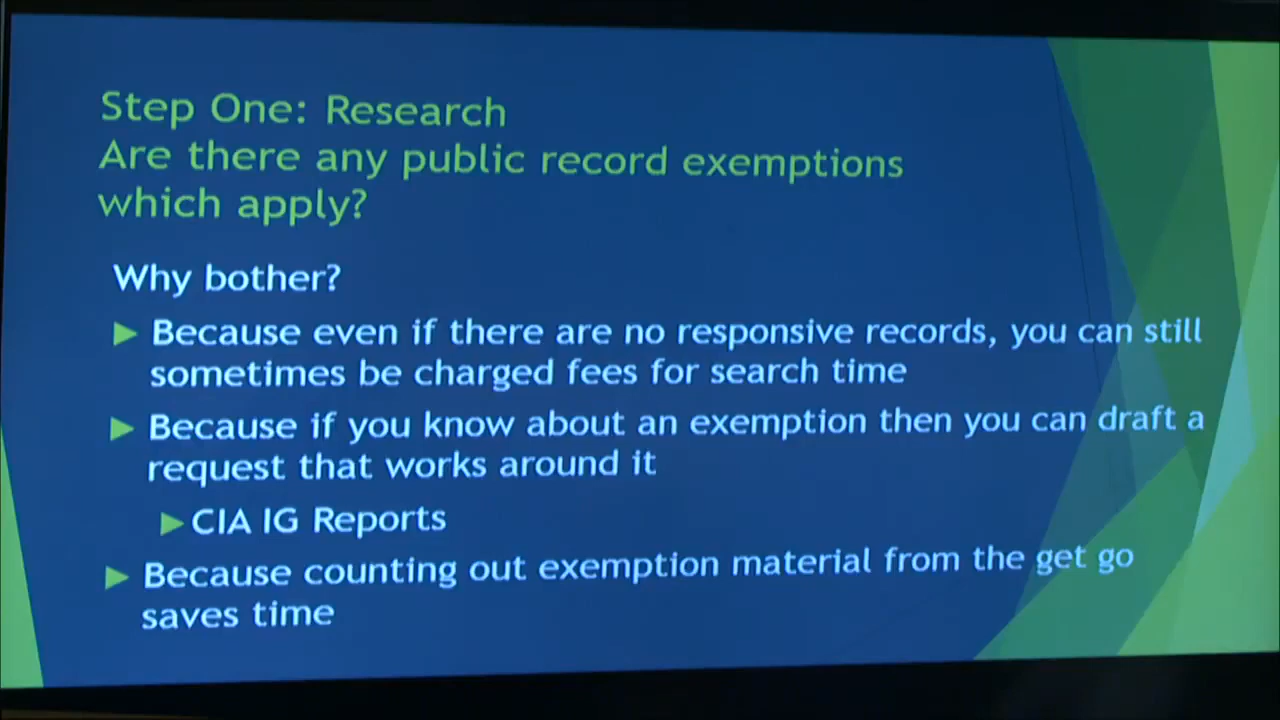 Step One: Research
Are there any public record exemptions
which apply?
Why bother?
Because even if there are no responsive records, you can still
sometimes be charged fees for search time
Because if you know about an exemption then you can draft a
request that works around it
CIA IG Reports
Because counting out exemption material from the get go
saves time